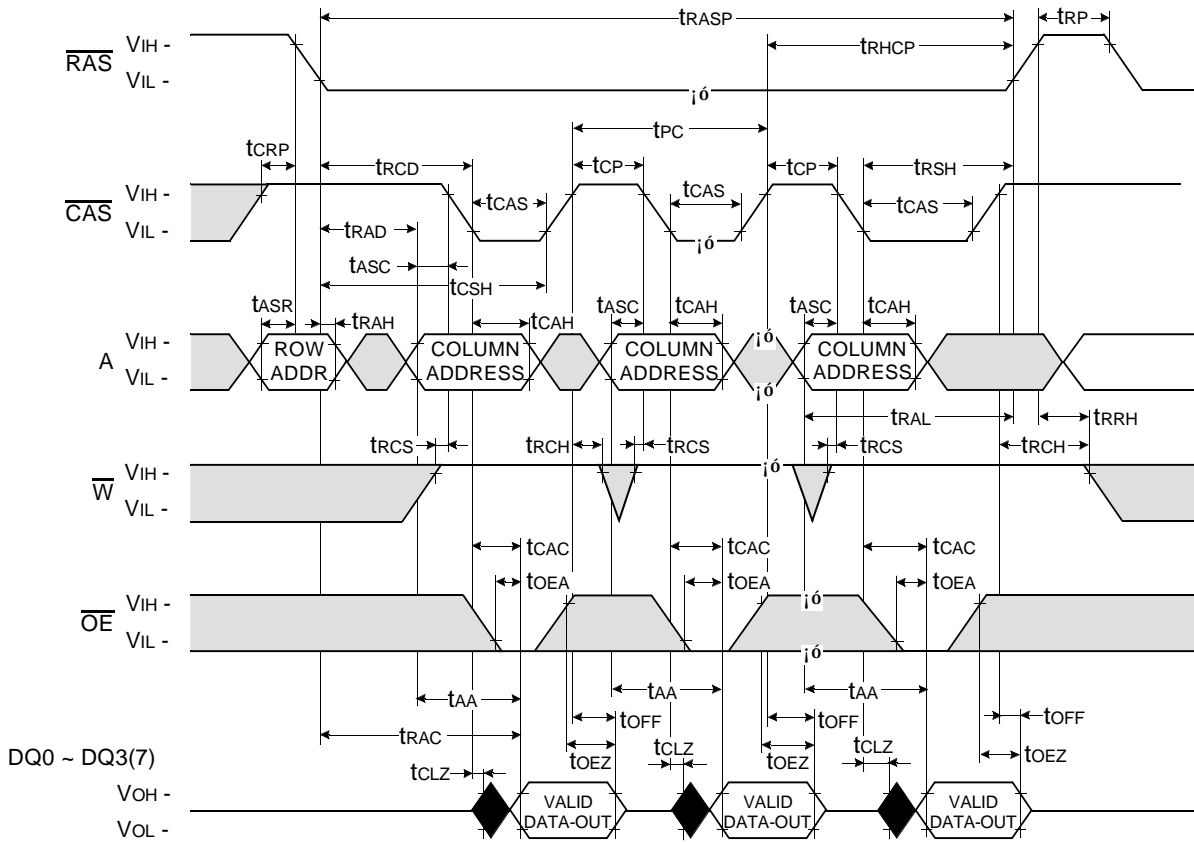 tRASP tRP
tRHCP
RAS VIH -
VIL -
¡ó
tPC
tCRP tRCD tCP tCP tRSH
CAS VIH -
VIL -
tCAS tCAS tCAS
¡ó
tRAD
tASC
tCSH
tASR tRAH tCAH tASC tCAH tASC tCAH
A VIH -
VIL -
ROW
ADDR
COLUMN
ADDRESS
COLUMN
ADDRESS
¡ó
¡ó
COLUMN
ADDRESS
tRAL tRRH
tRCS tRCH tRCS tRCS tRCH
W VIH -
VIL -
¡ó
tCAC tCAC tCAC
tOEA tOEA tOEA
OE VIH -
VIL -
¡ó
¡ó
tAA tAA tAA
tOFF tOFF tOFF
tRAC
tOEZ tOEZ tOEZ
DQ0 ~ DQ3(7)
tCLZ tCLZ tCLZ
VOH -
VOL -
VALID
DATA-OUT
VALID
DATA-OUT
VALID
DATA-OUT